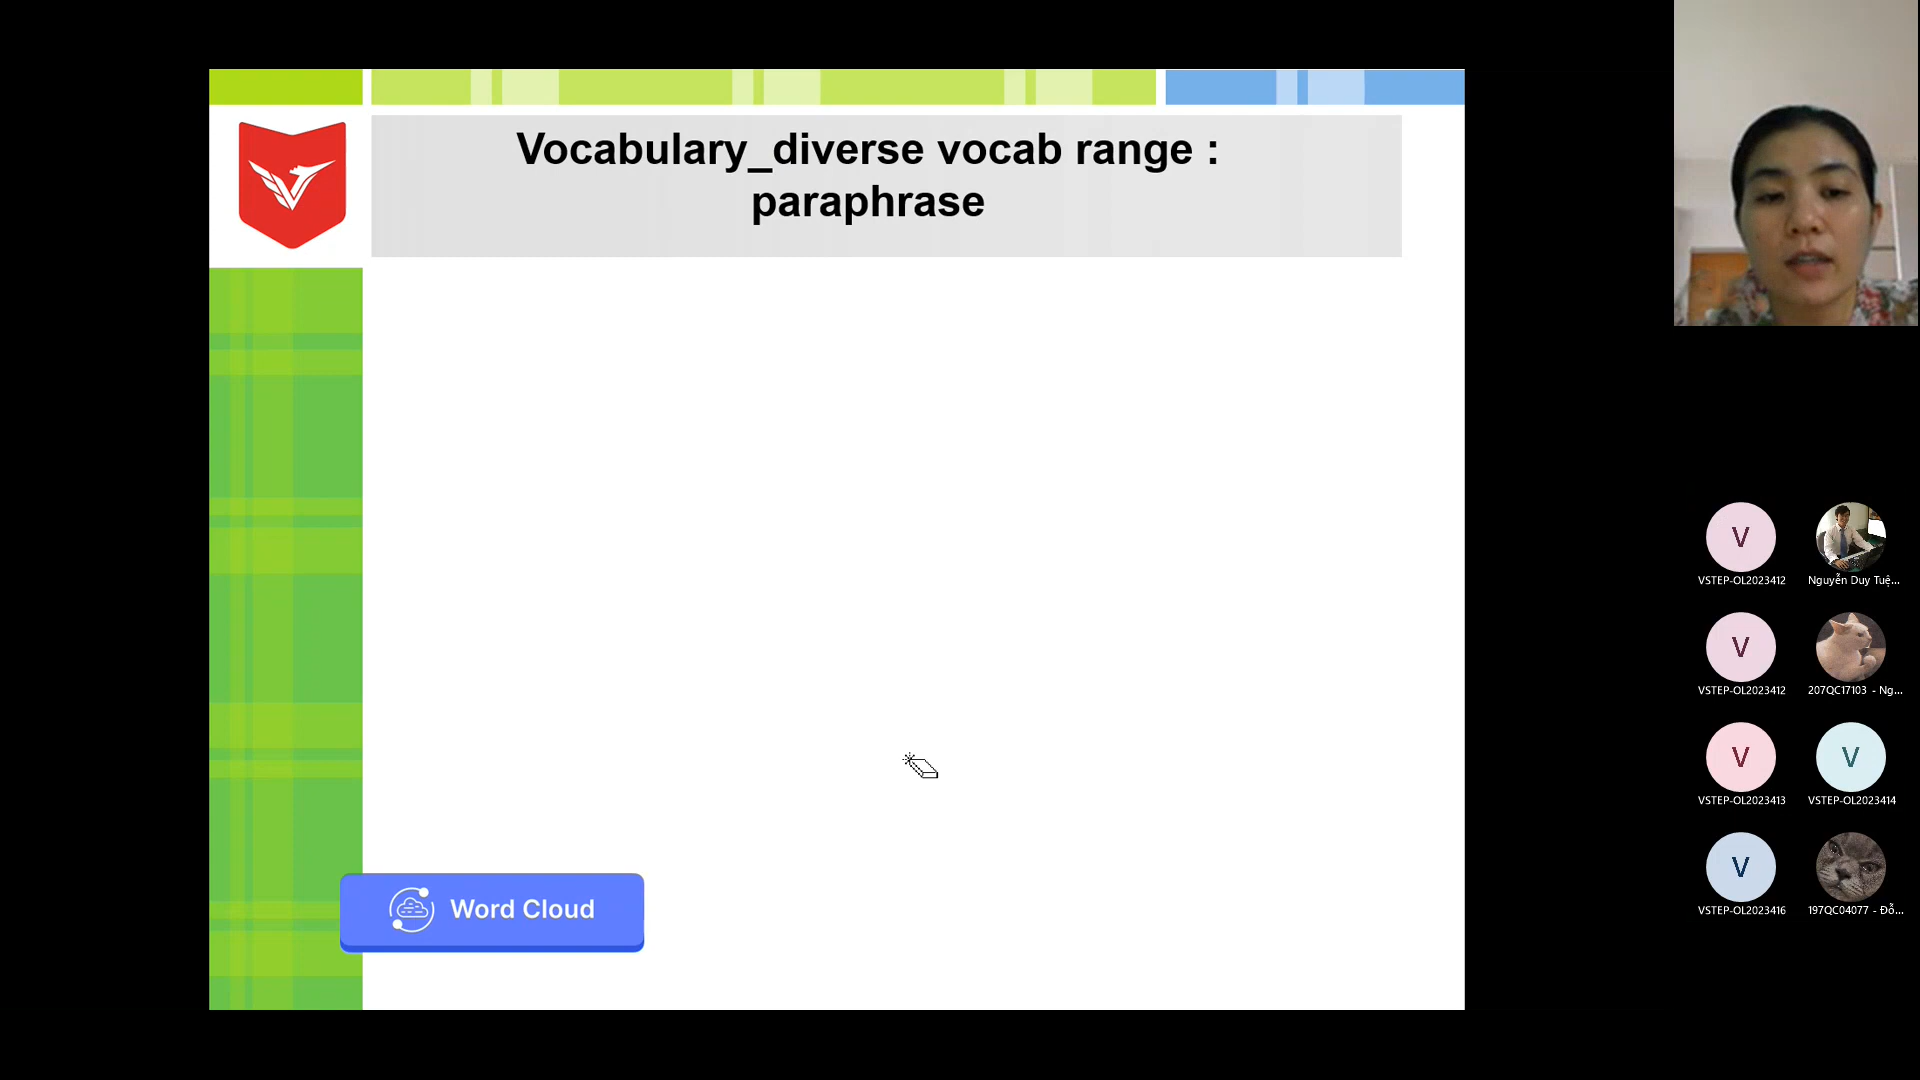 Vocabulary_diverse vocab range :
paraphrase
Word Cloud
V
VSTEP-OL2023412
Nguyễn Duy Tuệ...
V
VSTEP-OL2023412
207QC17103 - Ng...
V
VSTEP-OL2023413
V
VSTEP-OL2023414
V
VSTEP-OL2023416
197QC04077 - Đỗ...